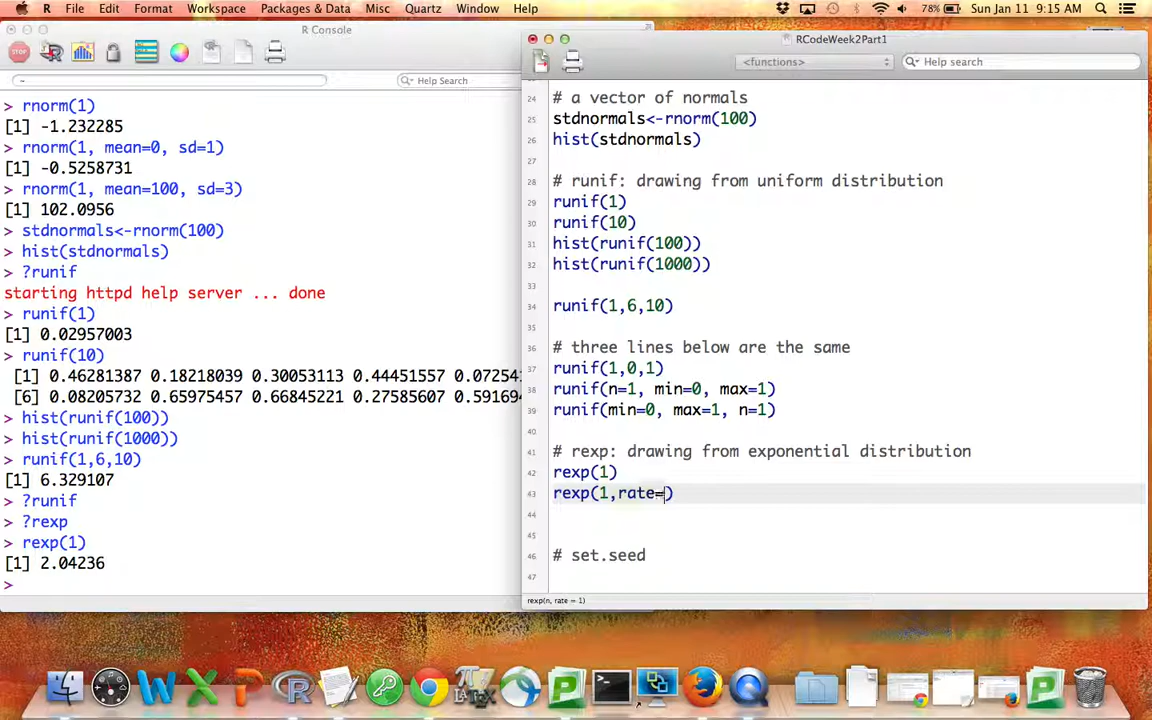 R File Edit Format Workspace Packages & Data Misc Quartz Window Help 78% Sun Jan 11 9:15 AM
R Console
STOP
~ Help Search
> rnorm(1)
[1] -1.232285
> rnorm(1, mean=0, sd=1)
[1] -0.5258731
> rnorm(1, mean=100, sd=3)
[1] 102.0956
> stdnormals<-rnorm(100)
> hist(stdnormals)
> ?runif
starting httpd help server ... done
> runif(1)
[1] 0.02957003
> runif(10)
[1] 0.46281387 0.18218039 0.30053113 0.44451557 0.07254
[6] 0.08205732 0.65975457 0.66845221 0.27585607 0.59169
> hist(runif(100))
> hist(runif(1000))
> runif(1,6,10)
[1] 6.329107
> ?runif
> ?rexp
> rexp(1)
[1] 2.04236
>
RCodeWeek2Part1
<functions> Help search
24 # a vector of normals
25 stdnormals<-rnorm(100)
26 hist(stdnormals)
27
28 # runif: drawing from uniform distribution
29 runif(1)
30 runif(10)
31 hist(runif(100))
32 hist(runif(1000))
33
34 runif(1,6,10)
35
36 # three lines below are the same
37 runif(1,0,1)
38 runif(n=1, min=0, max=1)
39 runif(min=0, max=1, n=1)
40
41 # rexp: drawing from exponential distribution
42 rexp(1)
43 rexp(1,rate=)
44
45
46 # set.seed
47
rexp(n, rate = 1)